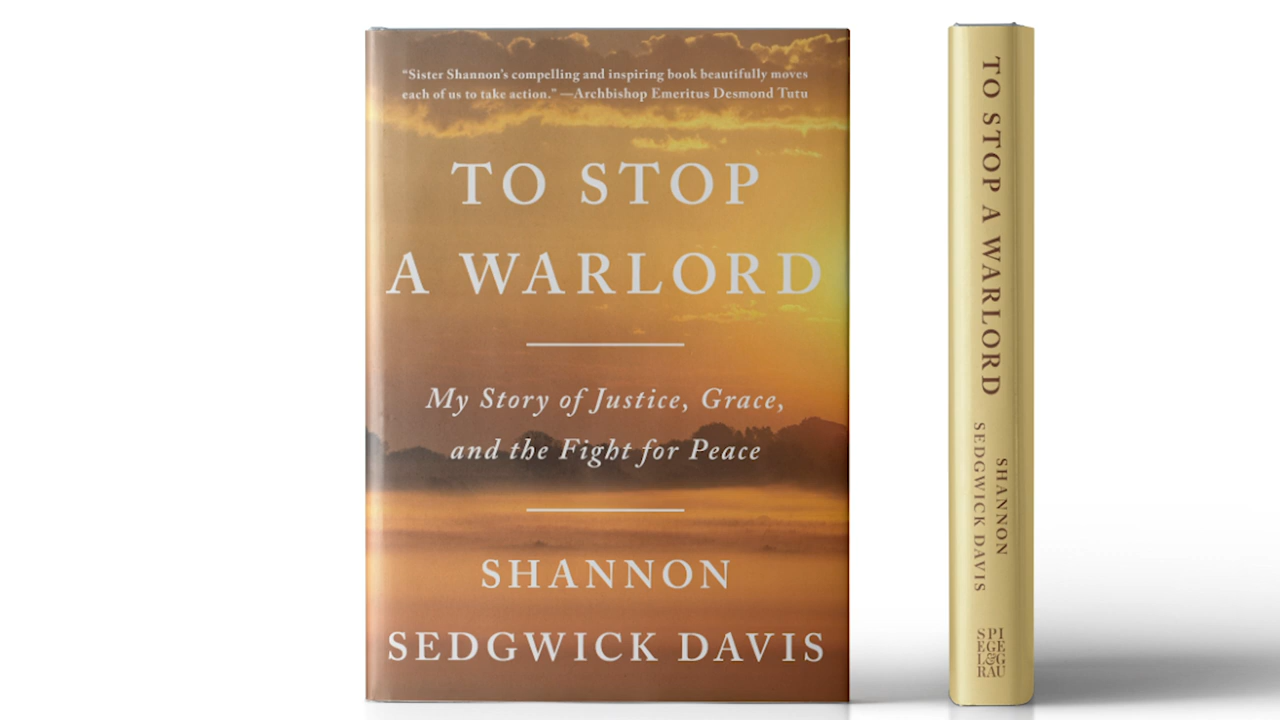 “Sister Shannon’s compelling and inspiring book beautifully moves
each of us to take action.” —Archbishop Emeritus Desmond Tutu
TO STOP
A WARLORD
My Story of Justice, Grace,
and the Fight for Peace
SHANNON
SEDGWICK DAVIS
TO STOP A WARLORD
SHANNON
SEDGWICK DAVIS
SPI
EGE
L&G
RAU